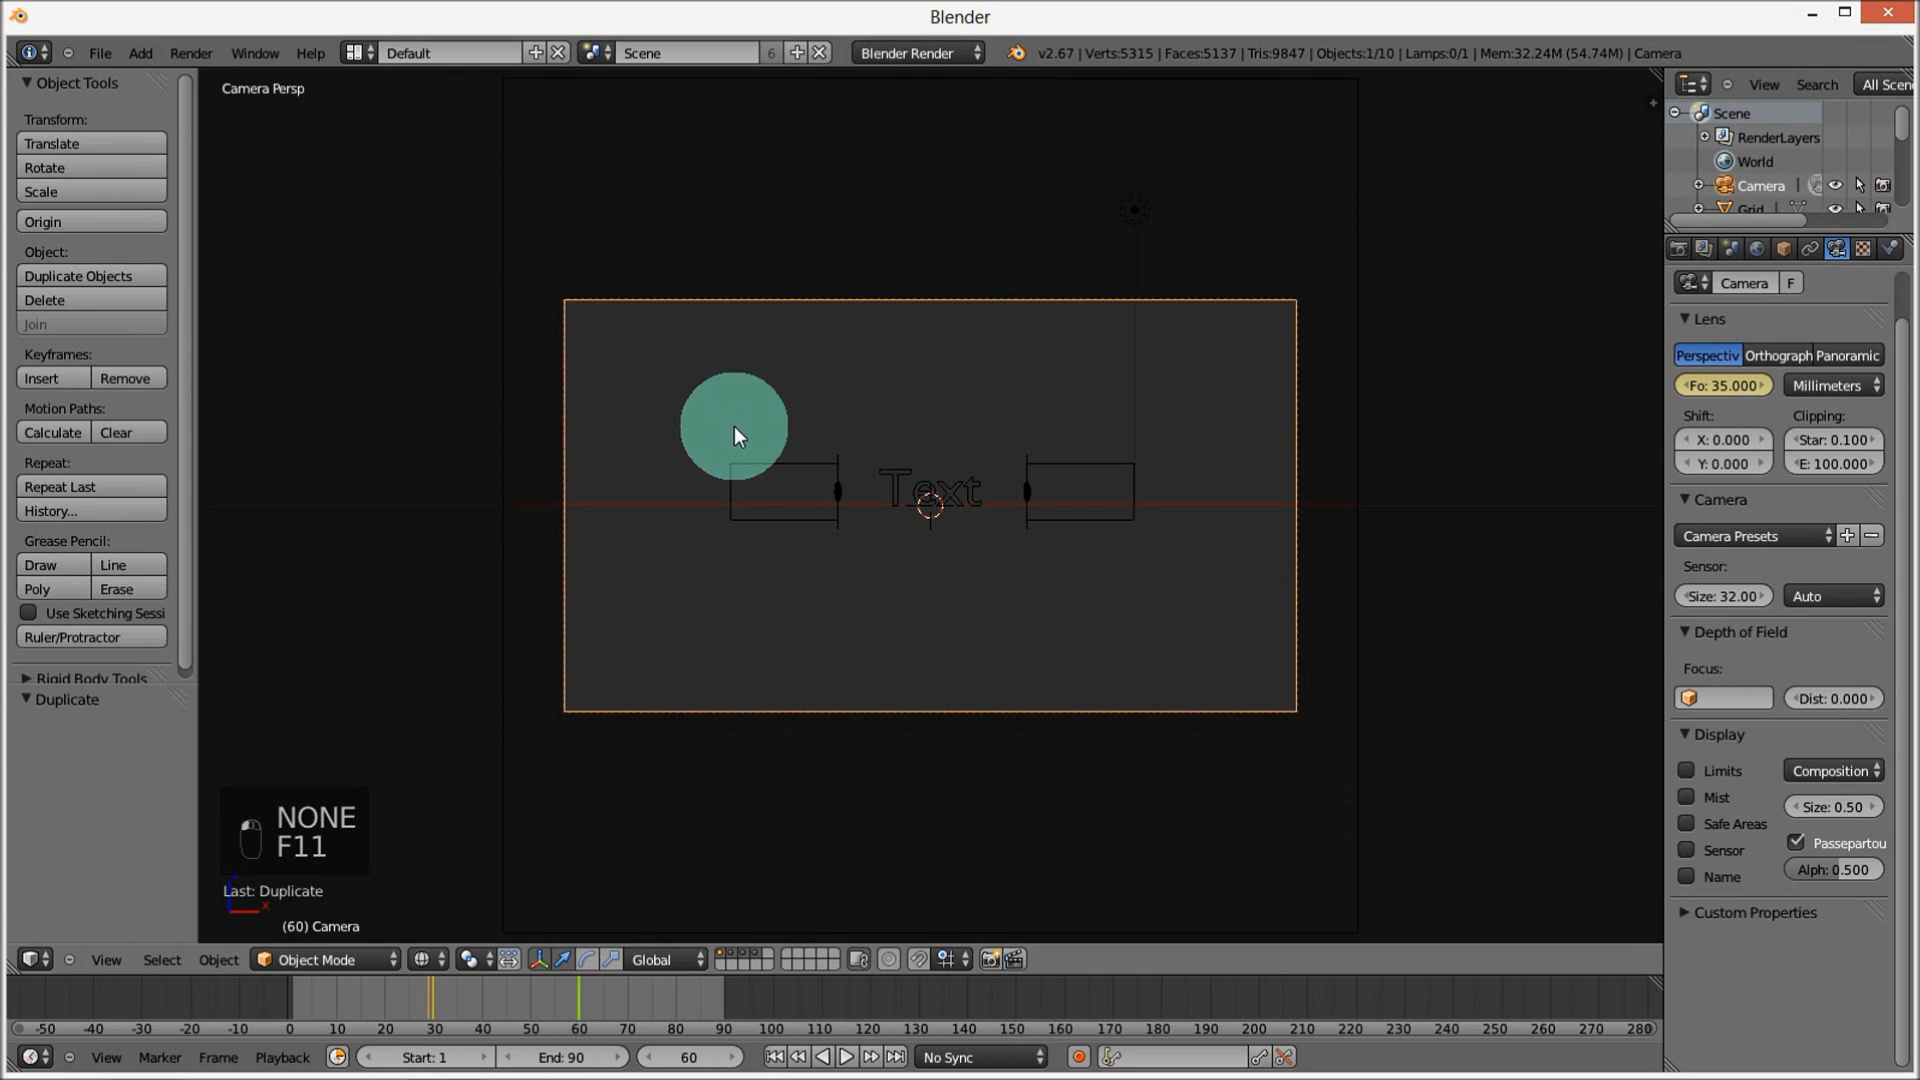 Blender
File Add Render Window Help Default Scene 6 Blender Render v2.67 | Verts:5315 | Faces:5137 | Tris:9847 | Objects:1/10 | Lamps:0/1 | Mem:32.24M (54.74M) | Camera
Object Tools
Transform:
Translate
Rotate
Scale
Origin
Object:
Duplicate Objects
Delete
Join
Keyframes:
Insert Remove
Motion Paths:
Calculate Clear
Repeat:
Repeat Last
History...
Grease Pencil:
Draw Line
Poly Erase
Use Sketching Sessi
Ruler/Protractor
Rigid Body Tools
Duplicate
Camera Persp
Text
NONE
F11
Last: Duplicate
x
(60) Camera
View Search All Scen
Scene
RenderLayers
World
Camera
Grid
Camera F
Lens
Perspectiv Orthograph Panoramic
Fo: 35.000 Millimeters
Shift: Clipping:
X: 0.000 Star: 0.100
Y: 0.000 E: 100.000
Camera
Camera Presets
Sensor:
Size: 32.00 Auto
Depth of Field
Focus:
Dist: 0.000
Display
Limits Composition
Mist Size: 0.50
Safe Areas
Sensor Passepartou
Name Alph: 0.500
Custom Properties
View Select Object Object Mode Global
-50 -40 -30 -20 -10 0 10 20 30 40 50 60 70 80 90 100 110 120 130 140 150 160 170 180 190 200 210 220 230 240 250 260 270 280
View Marker Frame Playback Start: 1 End: 90 60 No Sync